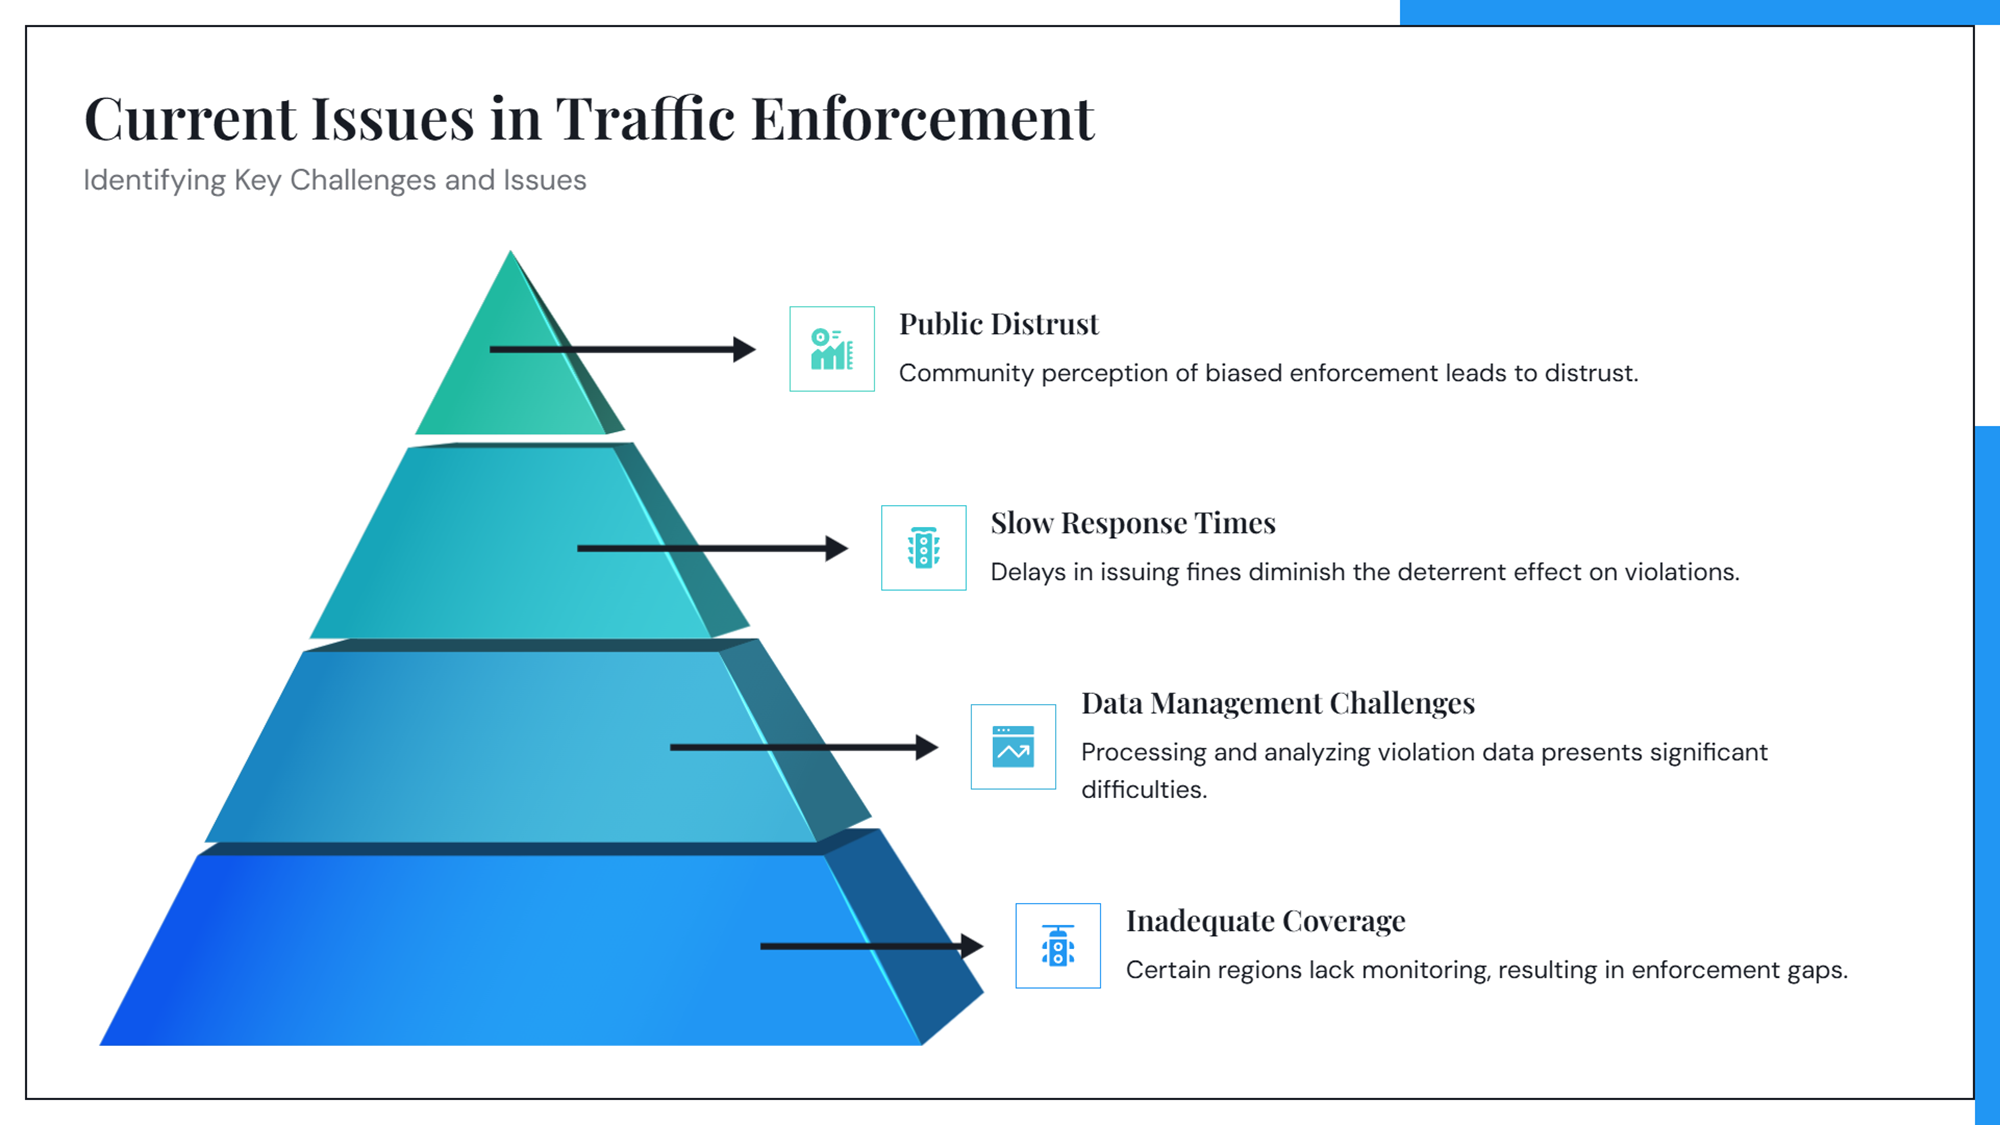 Current Issues in Traffic Enforcement
Identifying Key Challenges and Issues
Public Distrust
Community perception of biased enforcement leads to distrust.
Slow Response Times
Delays in issuing fines diminish the deterrent effect on violations.
Data Management Challenges
Processing and analyzing violation data presents significant
difficulties.
Inadequate Coverage
Certain regions lack monitoring, resulting in enforcement gaps.